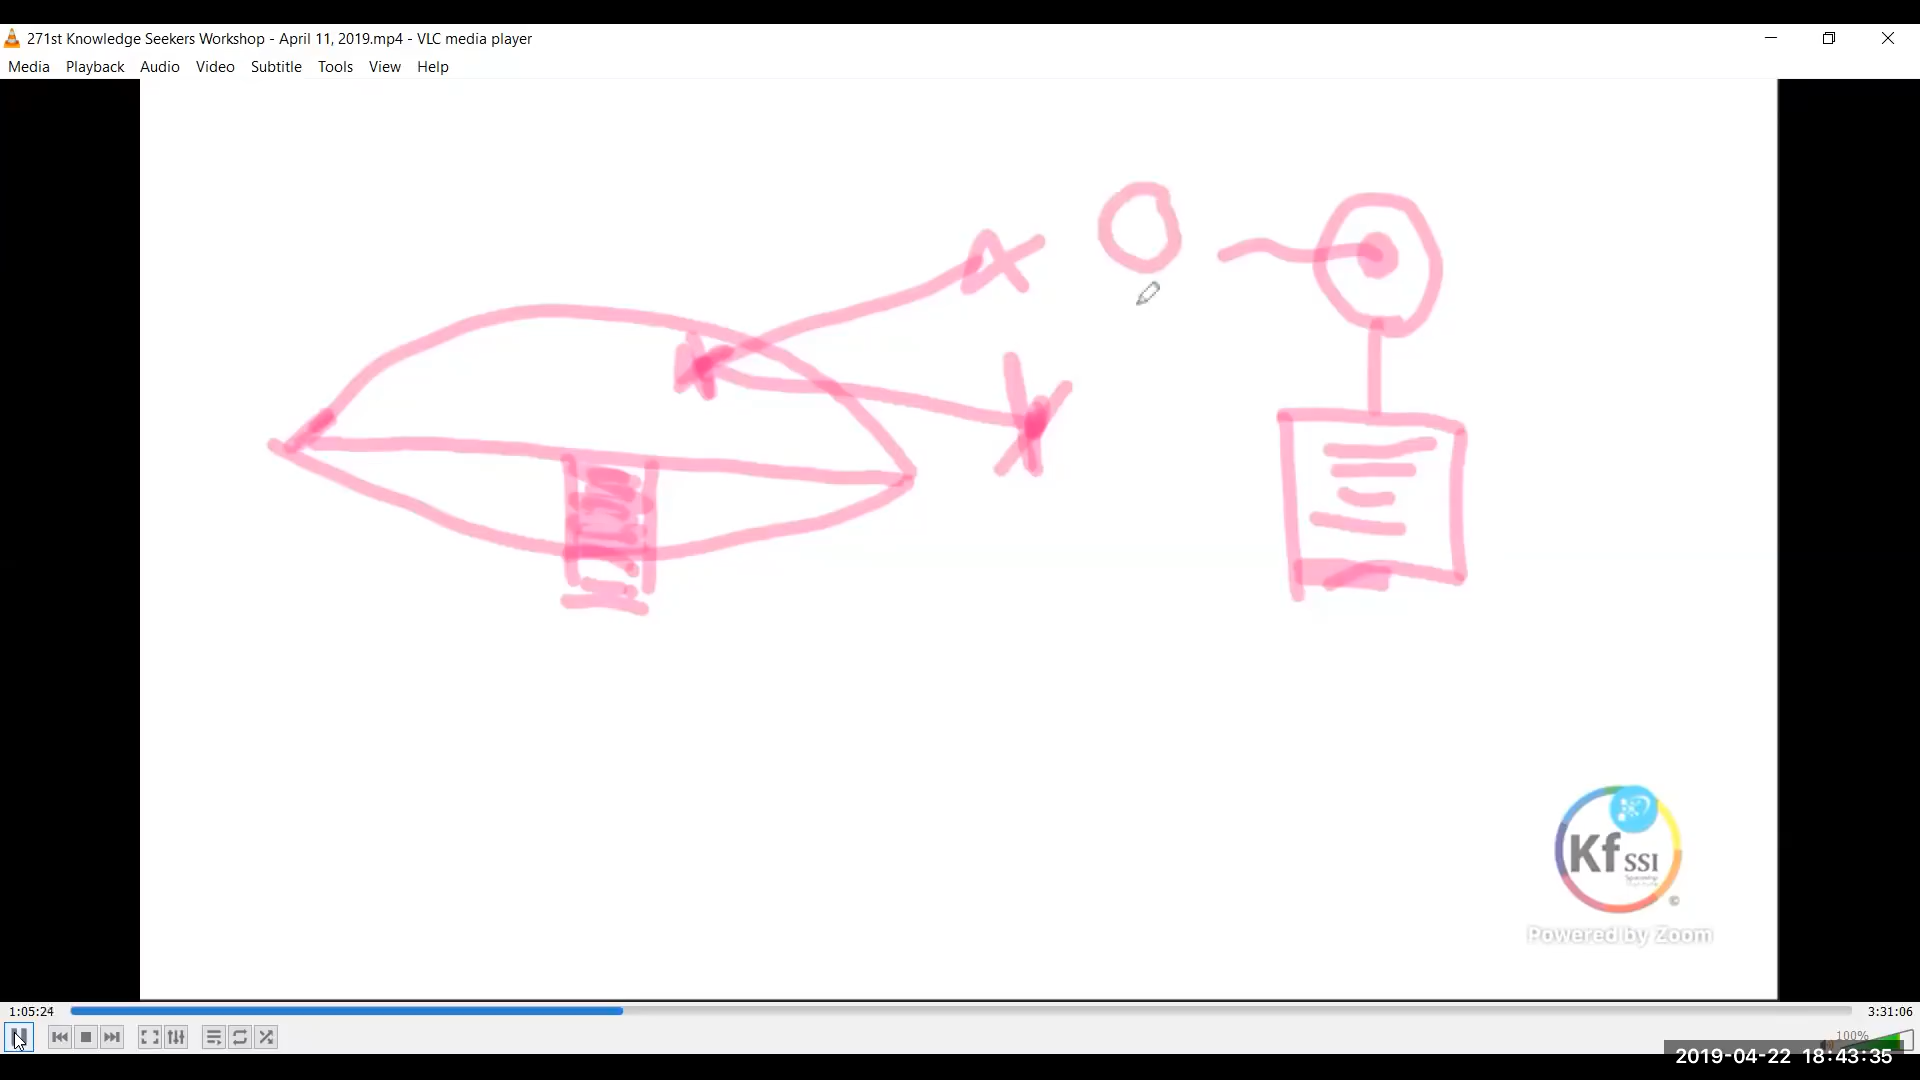 271st Knowledge Seekers Workshop - April 11, 2019.mp4 - VLC media player
Media Playback Audio Video Subtitle Tools View Help
Kf SSI
©
Powered by Zoom
1:05:24
3:31:06
100%
2019-04-22 18:43:35